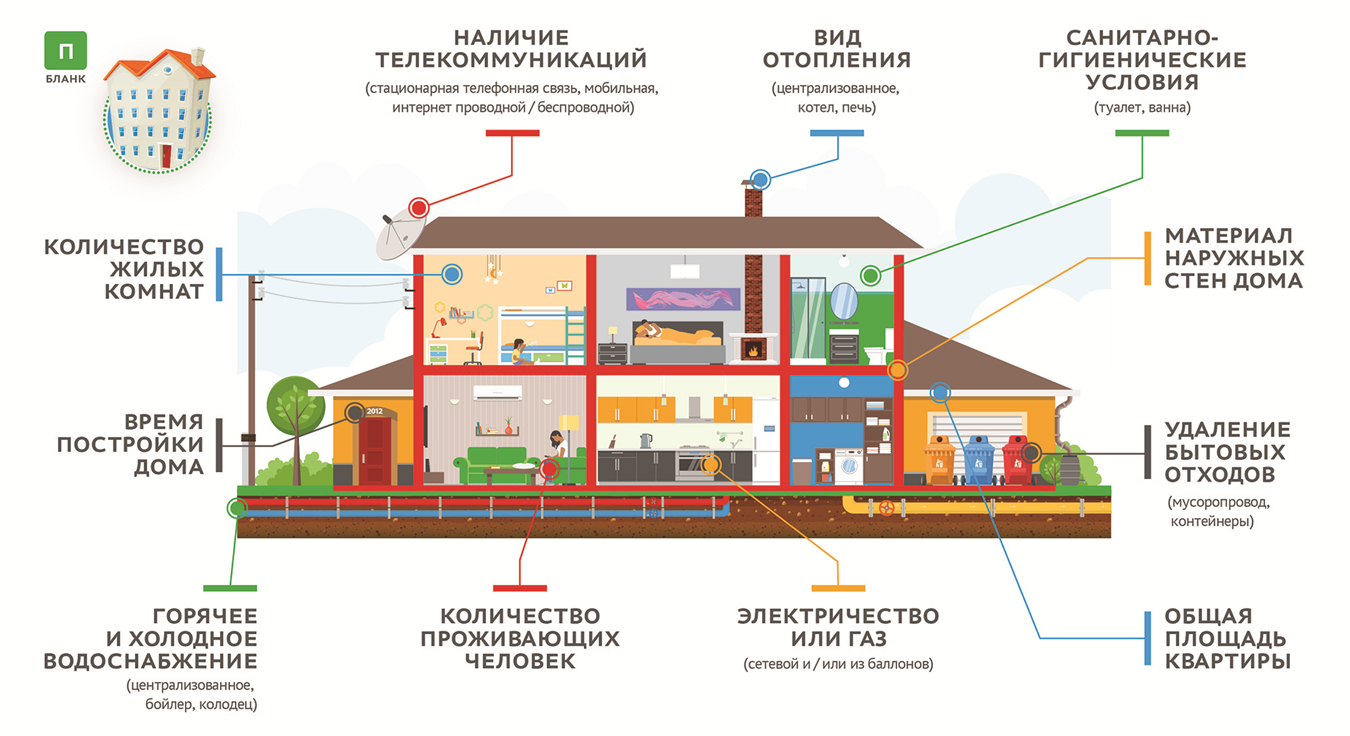 П
БЛАНК
НАЛИЧИЕ
ТЕЛЕКОММУНИКАЦИЙ
(стационарная телефонная связь, мобильная,
интернет проводной / беспроводной)
ВИД
ОТОПЛЕНИЯ
(централизованное,
котел, печь)
САНИТАРНО-
ГИГИЕНИЧЕСКИЕ
УСЛОВИЯ
(туалет, ванна)
КОЛИЧЕСТВО
ЖИЛЫХ
КОМНАТ
МАТЕРИАЛ
НАРУЖНЫХ
СТЕН ДОМА
ВРЕМЯ
ПОСТРОЙКИ
ДОМА
2012
УДАЛЕНИЕ
БЫТОВЫХ
ОТХОДОВ
(мусоропровод,
контейнеры)
ГОРЯЧЕЕ
И ХОЛОДНОЕ
ВОДОСНАБЖЕНИЕ
(централизованное,
бойлер, колодец)
КОЛИЧЕСТВО
ПРОЖИВАЮЩИХ
ЧЕЛОВЕК
ЭЛЕКТРИЧЕСТВО
ИЛИ ГАЗ
(сетевой и / или из баллонов)
ОБЩАЯ
ПЛОЩАДЬ
КВАРТИРЫ